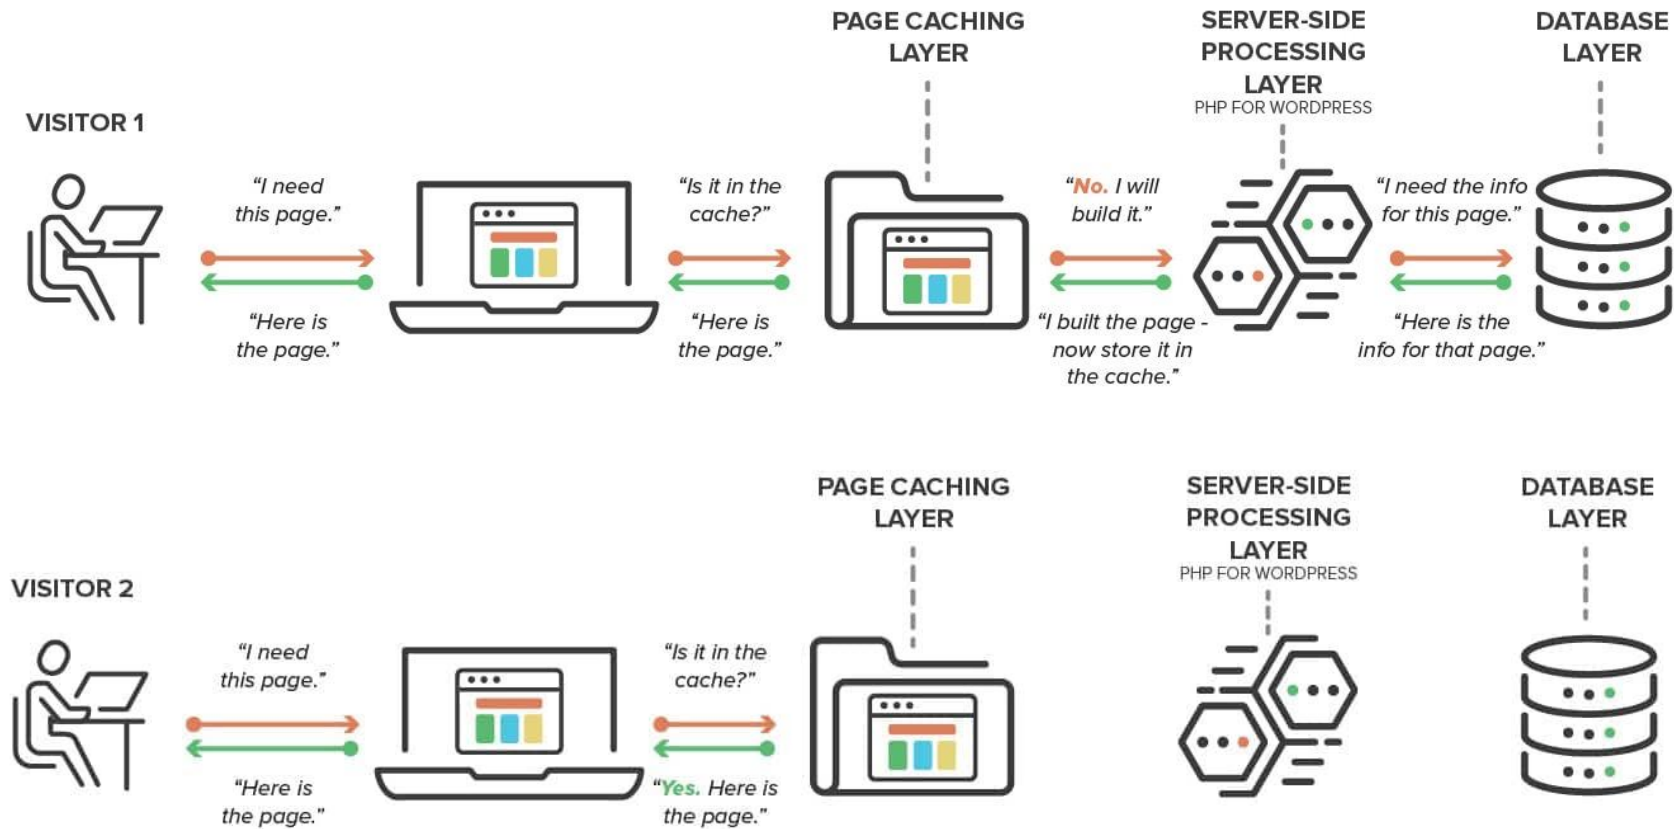 PAGE CACHING
LAYER
SERVER-SIDE
PROCESSING
LAYER
PHP FOR WORDPRESS
DATABASE
LAYER
VISITOR 1
“I need
this page.”
“Is it in the
cache?”
“No. I will
build it.”
“I need the info
for this page.”
“Here is
the page.”
“Here is
the page.”
“I built the page -
now store it in
the cache.”
“Here is the
info for that page.”
PAGE CACHING
LAYER
SERVER-SIDE
PROCESSING
LAYER
PHP FOR WORDPRESS
DATABASE
LAYER
VISITOR 2
“I need
this page.”
“Is it in the
cache?”
“Here is
the page.”
“Yes. Here is
the page.”